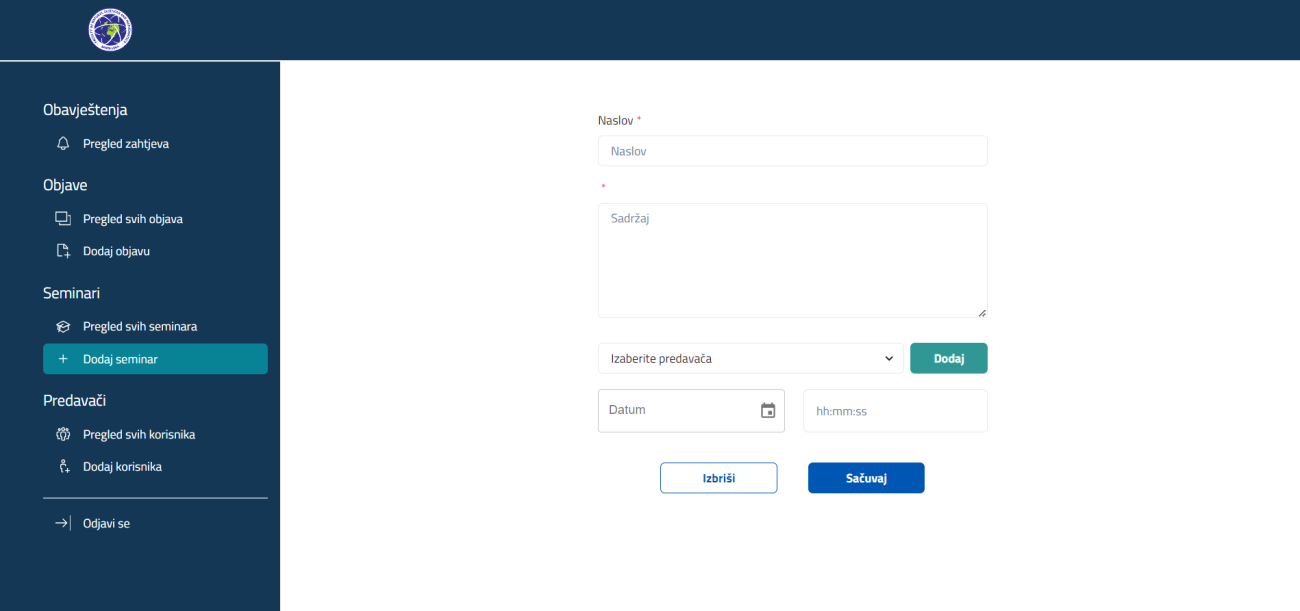 Obavještenja
Pregled zahtjeva
Objave
Pregled svih objava
Dodaj objavu
Seminari
Pregled svih seminara
Dodaj seminar
Predavači
Pregled svih korisnika
Dodaj korisnika
Odjavi se
Naslov *
Naslov
*
Sadržaj
Izaberite predavača
Dodaj
Datum
hh:mm:ss
Izbriši
Sačuvaj